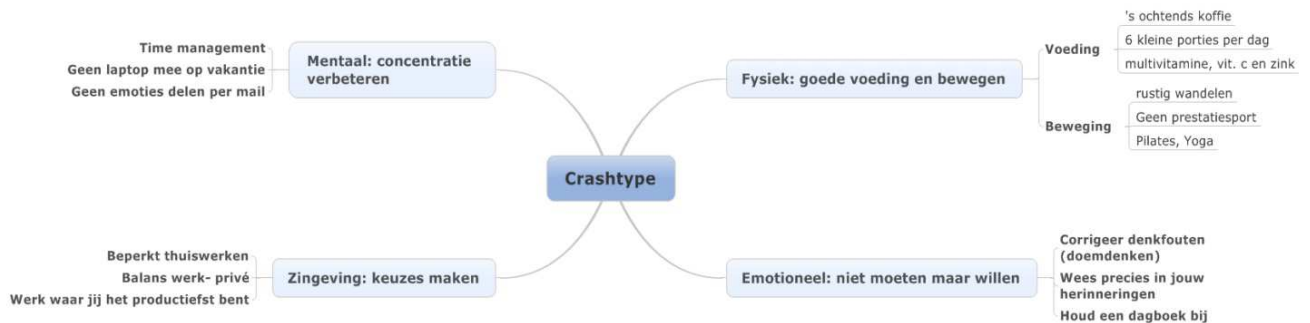 Crashtype
Mentaal: concentratie
verbeteren
Time management
Geen laptop mee op vakantie
Geen emoties delen per mail
Zingeving: keuzes maken
Beperkt thuiswerken
Balans werk- privé
Werk waar jij het productiefst bent
Fysiek: goede voeding en bewegen
Voeding
's ochtends koffie
6 kleine porties per dag
multivitamine, vit. c en zink
Beweging
rustig wandelen
Geen prestatiesport
Pilates, Yoga
Emotioneel: niet moeten maar willen
Corrigeer denkfouten
(doemdenken)
Wees precies in jouw
herinneringen
Houd een dagboek bij